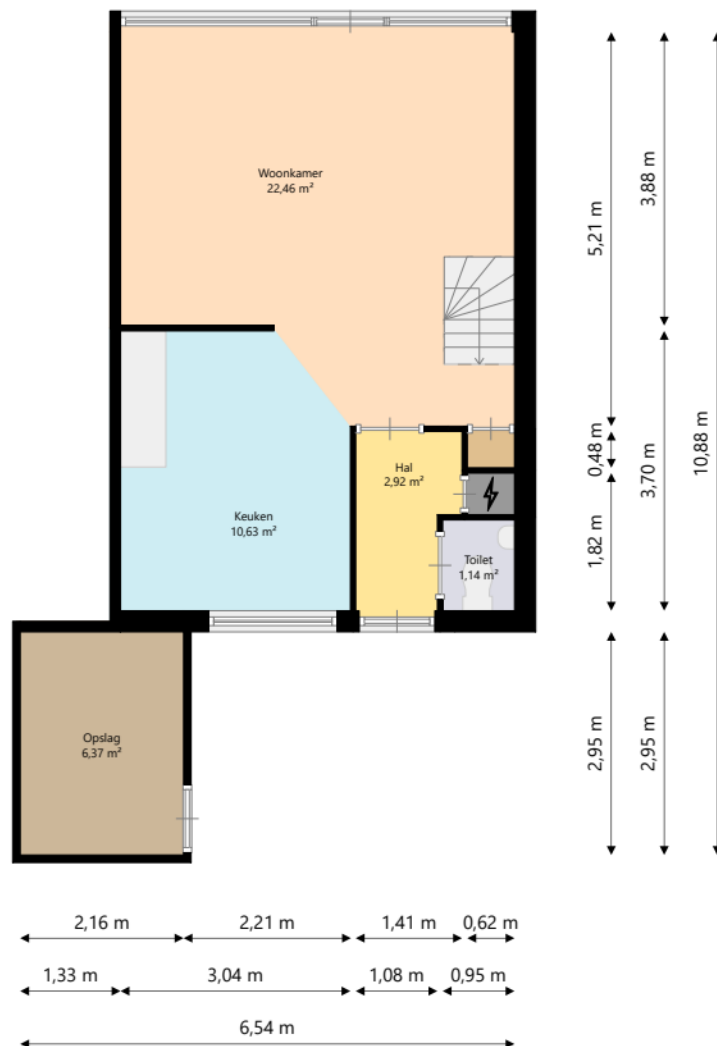 Woonkamer
22,46 m²
3,88 m
5,21 m
Hal
2,92 m²
0,48 m
3,70 m
10,88 m
Keuken
10,63 m²
Toilet
1,14 m²
1,82 m
Opslag
6,37 m²
2,95 m
2,95 m
2,16 m
2,21 m
1,41 m
0,62 m
1,33 m
3,04 m
1,08 m
0,95 m
6,54 m